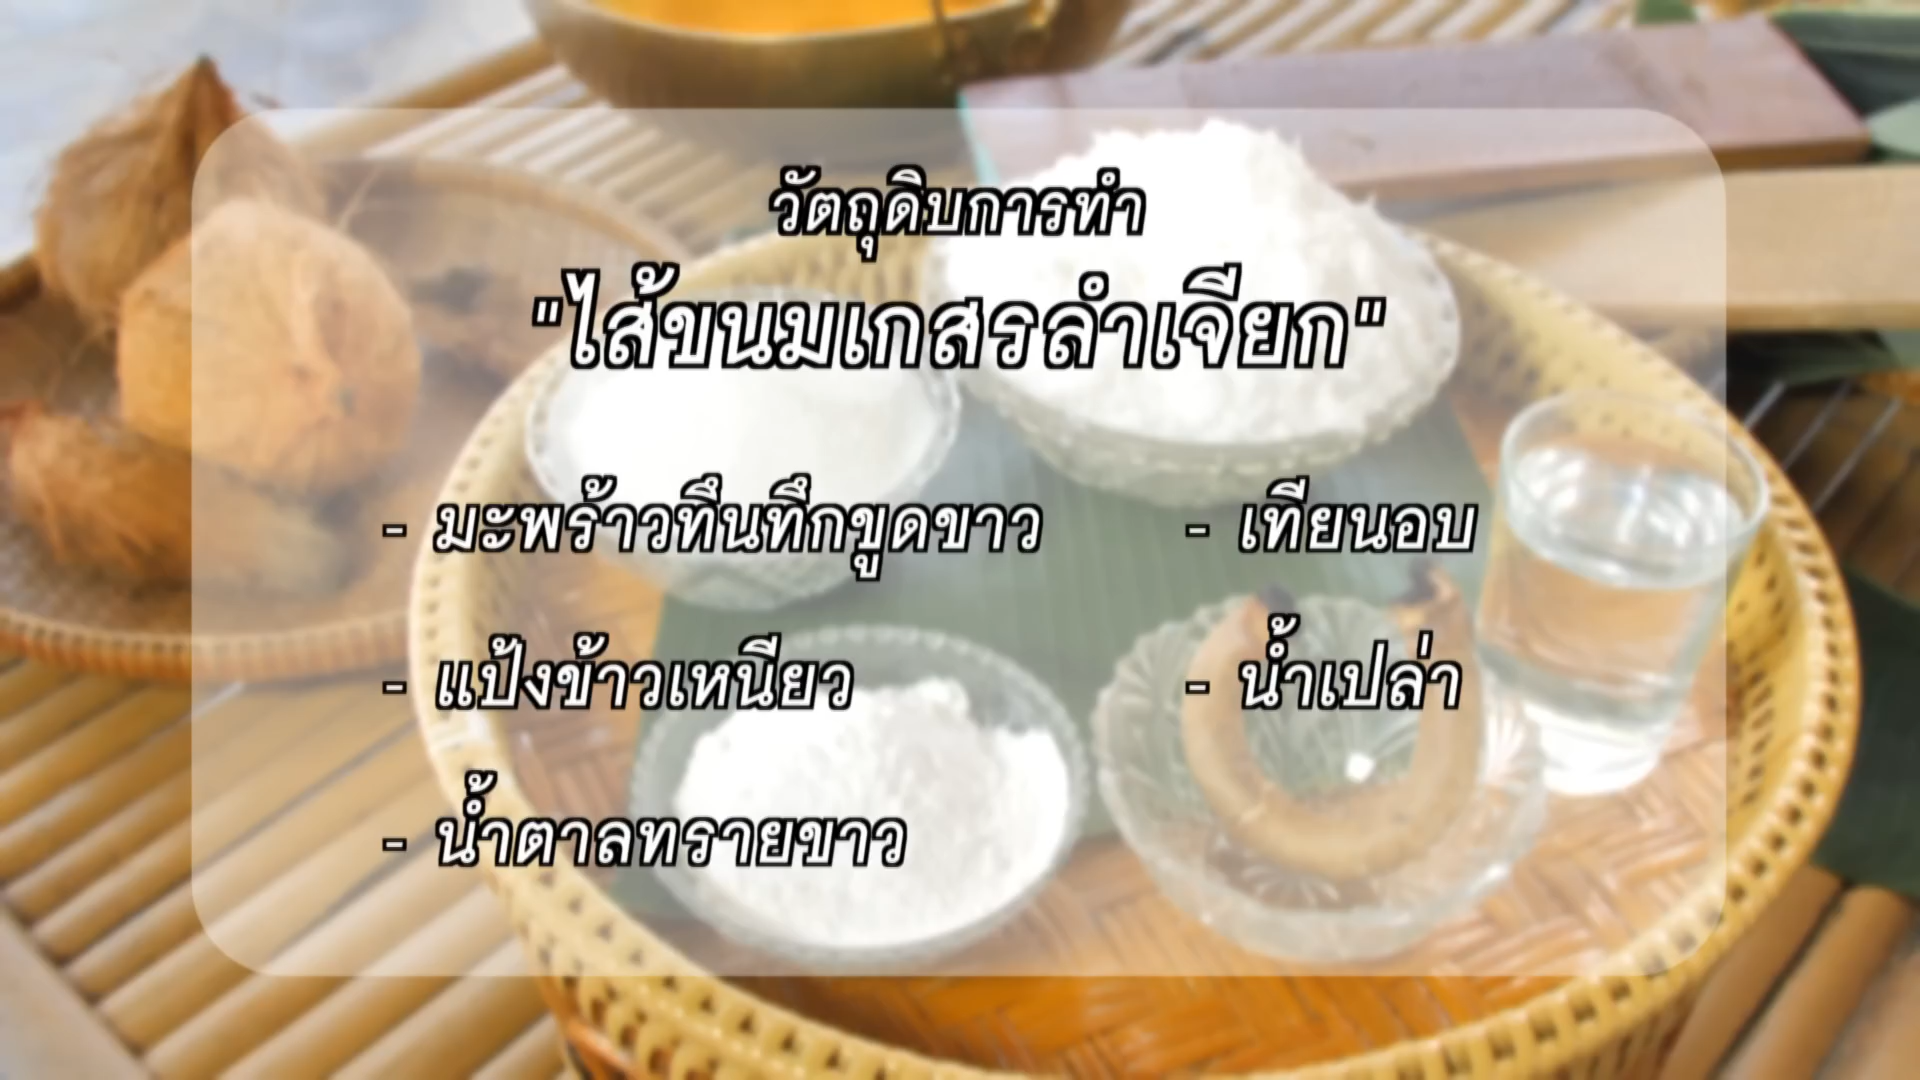 วัตถุดิบการทำ
"ไส้ขนมเกสรลำเจียก"
- มะพร้าวทึนทึกขูดขาว
- แป้งข้าวเหนียว
- น้ำตาลทรายขาว
- เทียนอบ
- น้ำเปล่า